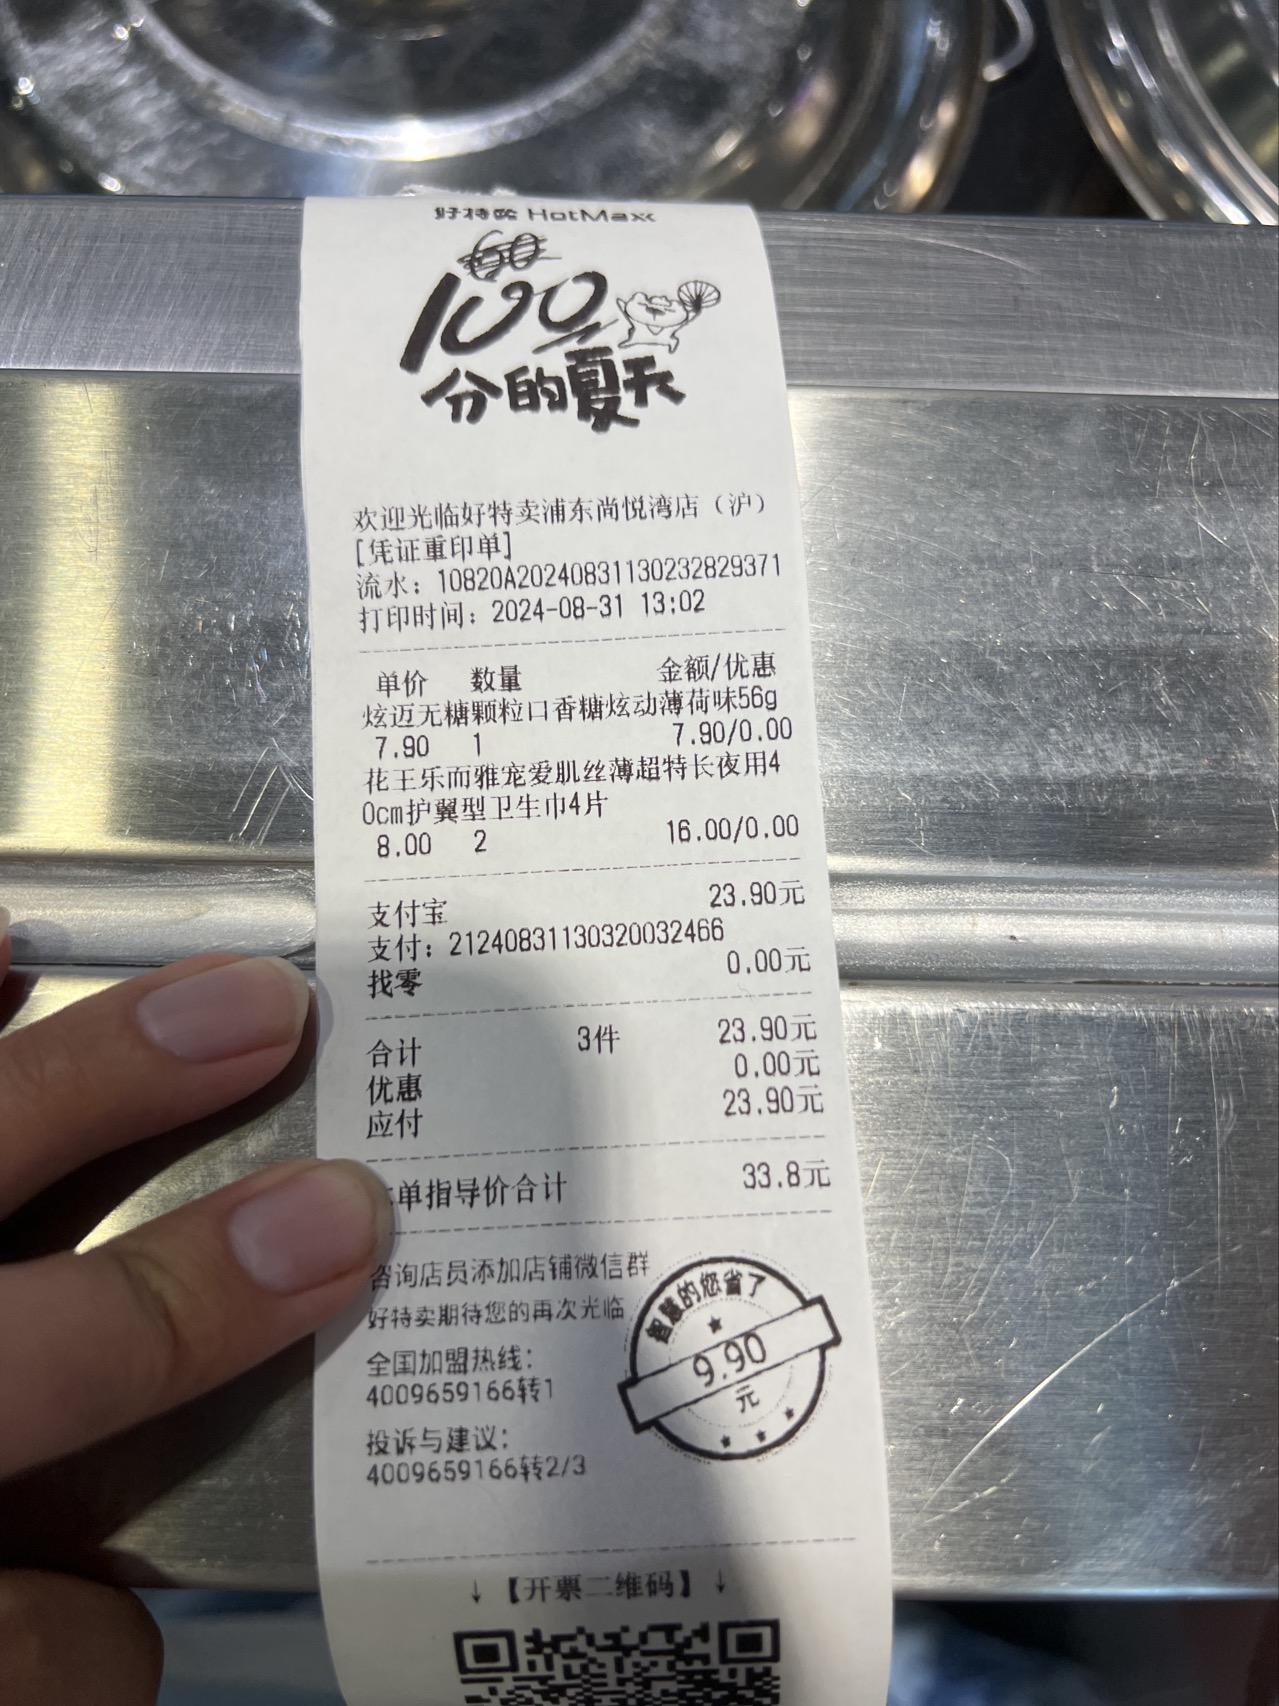 好特卖 HotMaxx
60
100
分的夏天
欢迎光临好特卖浦东尚悦湾店（沪）
[凭证重印单]
流水：10820A20240831130232829371
打印时间：2024-08-31 13:02
单价 数量 金额/优惠
炫迈无糖颗粒口香糖炫动薄荷味56g
7.90 1 7.90/0.00
花王乐而雅宠爱肌丝薄超特长夜用4
0cm护翼型卫生巾4片
8.00 2 16.00/0.00
支付宝 23.90元
支付：21240831130320032466
找零 0.00元
合计 3件 23.90元
优惠 0.00元
应付 23.90元
单指导价合计 33.8元
咨询店员添加店铺微信群
好特卖期待您的再次光临
智慧的您省了
9.90
元
全国加盟热线：
4009659166转1
投诉与建议：
4009659166转2/3
↓【开票二维码】↓